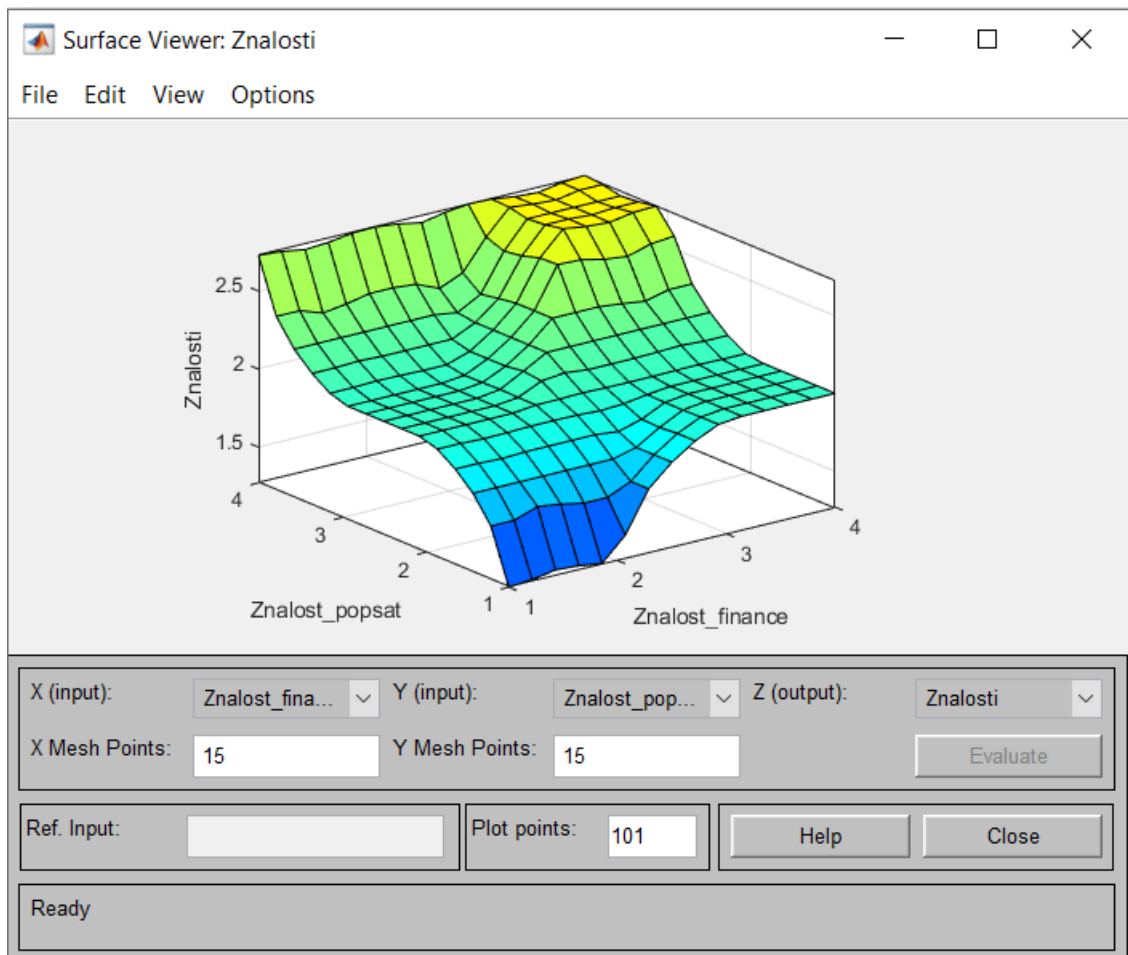 Surface Viewer: Znalosti
File Edit View Options
2.5
2
1.5
Znalosti
4
3
2
1
Znalost_popsat
1
2
3
4
Znalost_finance
X (input): Znalost_fina... Y (input): Znalost_pop... Z (output): Znalosti
X Mesh Points: 15 Y Mesh Points: 15 Evaluate
Ref. Input: Plot points: 101 Help Close
Ready